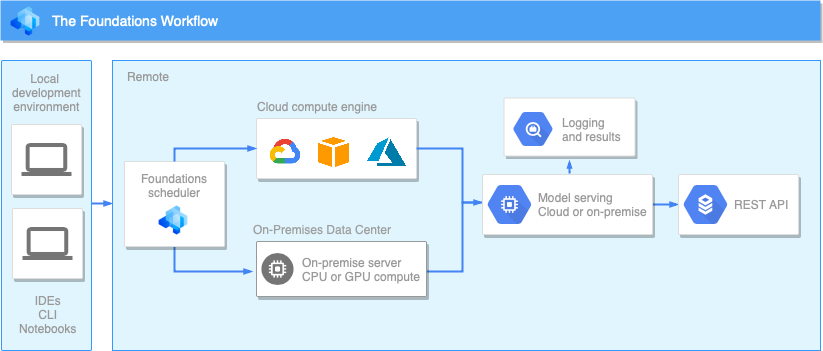 The Foundations Workflow
Local
development
environment
IDEs
CLI
Notebooks
Remote
Foundations
scheduler
Cloud compute engine
On-Premises Data Center
On-premise server
CPU or GPU compute
Logging
and results
Model serving
Cloud or on-premise
REST API